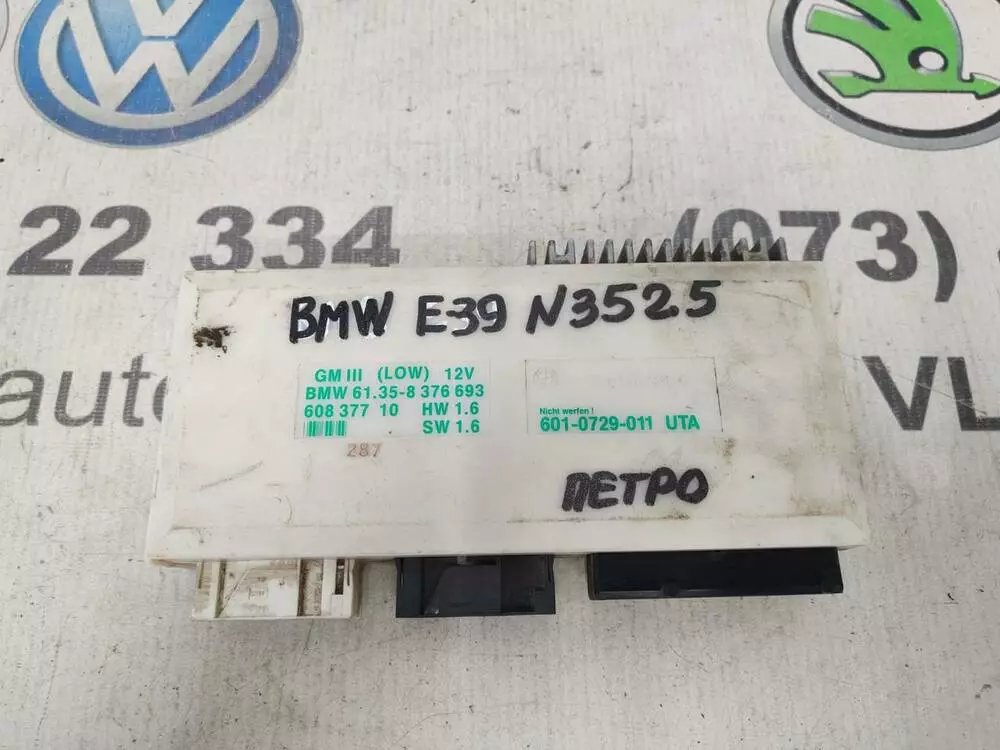 22 334
(073)
auto
VL
BMW E39 N3525
GM III (LOW) 12V
BMW 61.35-8 376 693
608 377 10 HW 1.6
SW 1.6
287
Nicht werfen !
601-0729-011 UTA
ПЕТРО